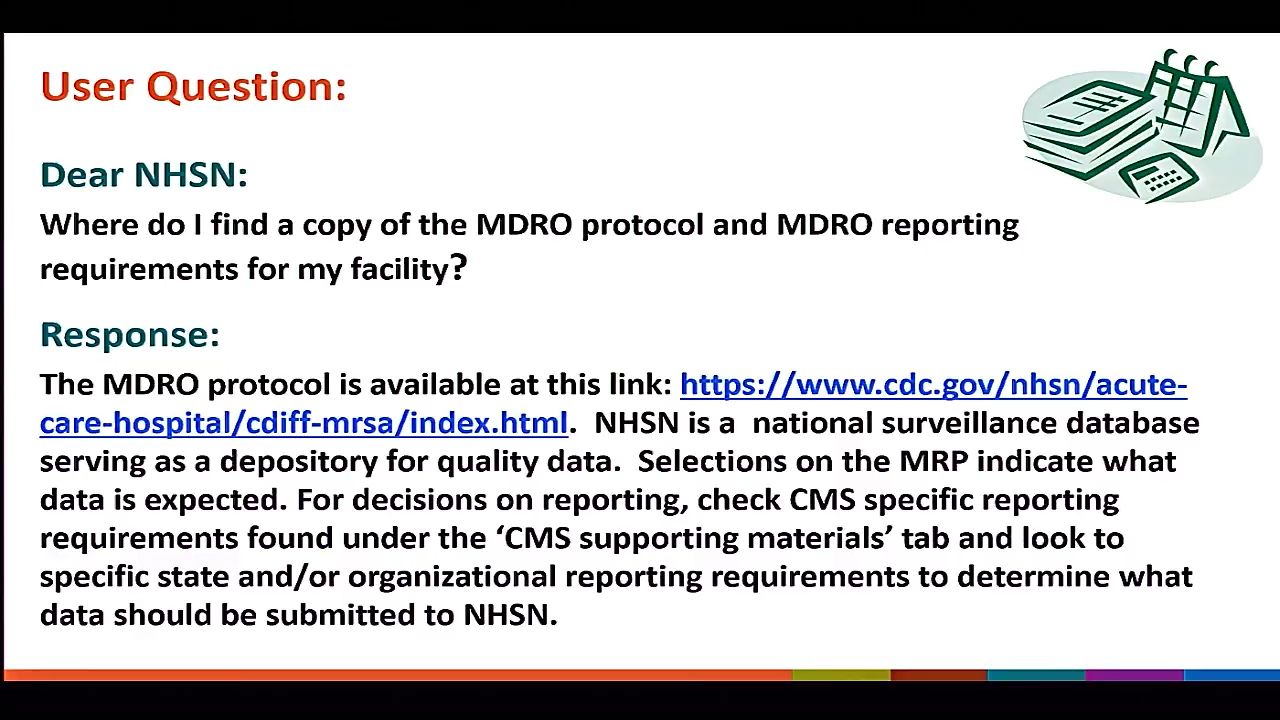 User Question:
Dear NHSN:
Where do I find a copy of the MDRO protocol and MDRO reporting
requirements for my facility?
Response:
The MDRO protocol is available at this link: https://www.cdc.gov/nhsn/acute-
care-hospital/cdiff-mrsa/index.html. NHSN is a national surveillance database
serving as a depository for quality data. Selections on the MRP indicate what
data is expected. For decisions on reporting, check CMS specific reporting
requirements found under the ‘CMS supporting materials’ tab and look to
specific state and/or organizational reporting requirements to determine what
data should be submitted to NHSN.